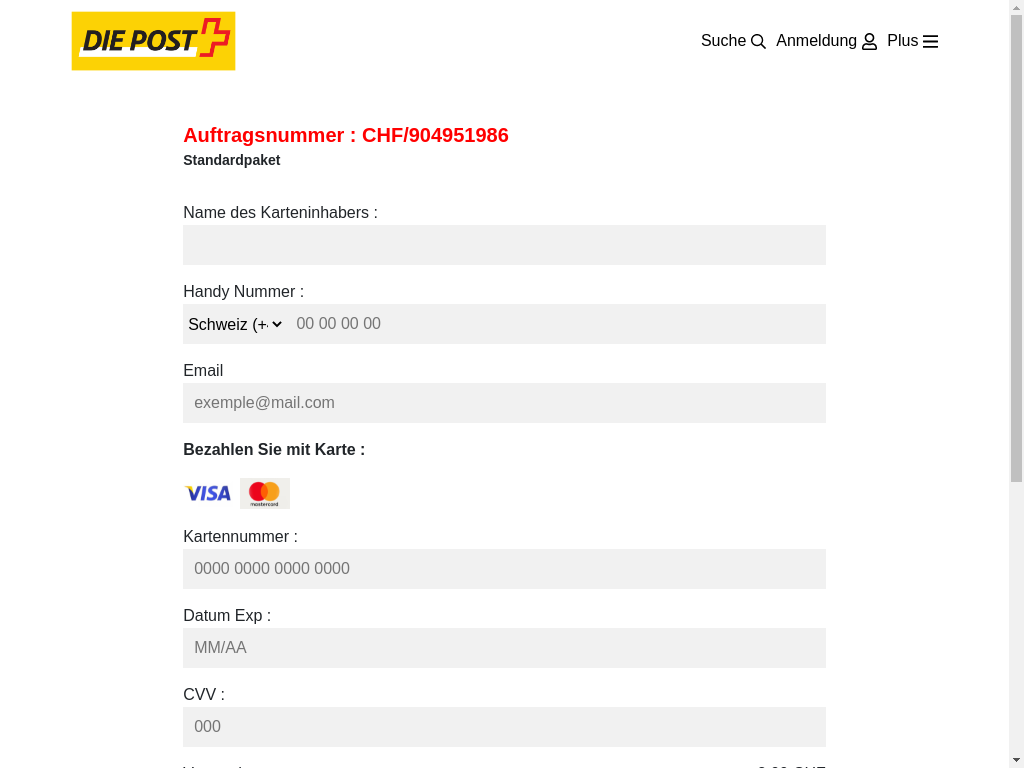 DIE POST
Suche Anmeldung Plus
Auftragsnummer : CHF/904951986
Standardpaket
Name des Karteninhabers :
Handy Nummer :
Schweiz (+ 00 00 00 00
Email
exemple@mail.com
Bezahlen Sie mit Karte :
VISA mastercard
Kartennummer :
0000 0000 0000 0000
Datum Exp :
MM/AA
CVV :
000